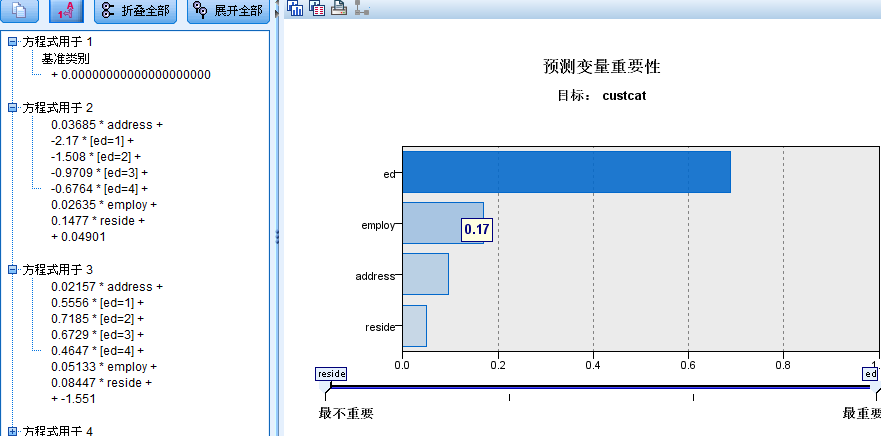 折叠全部
展开全部
方程式用于 1
基准类别
+ 0.00000000000000000000
方程式用于 2
0.03685 * address +
-2.17 * [ed=1] +
-1.508 * [ed=2] +
-0.9709 * [ed=3] +
-0.6764 * [ed=4] +
0.02635 * employ +
0.1477 * reside +
+ 0.04901
方程式用于 3
0.02157 * address +
0.5556 * [ed=1] +
0.7185 * [ed=2] +
0.6729 * [ed=3] +
0.4647 * [ed=4] +
0.05133 * employ +
0.08447 * reside +
+ -1.551
方程式用于 4
预测变量重要性
目标： custcat
ed
employ
0.17
address
reside
0.0 0.2 0.4 0.6 0.8 1.
reside ed
最不重要 最重要